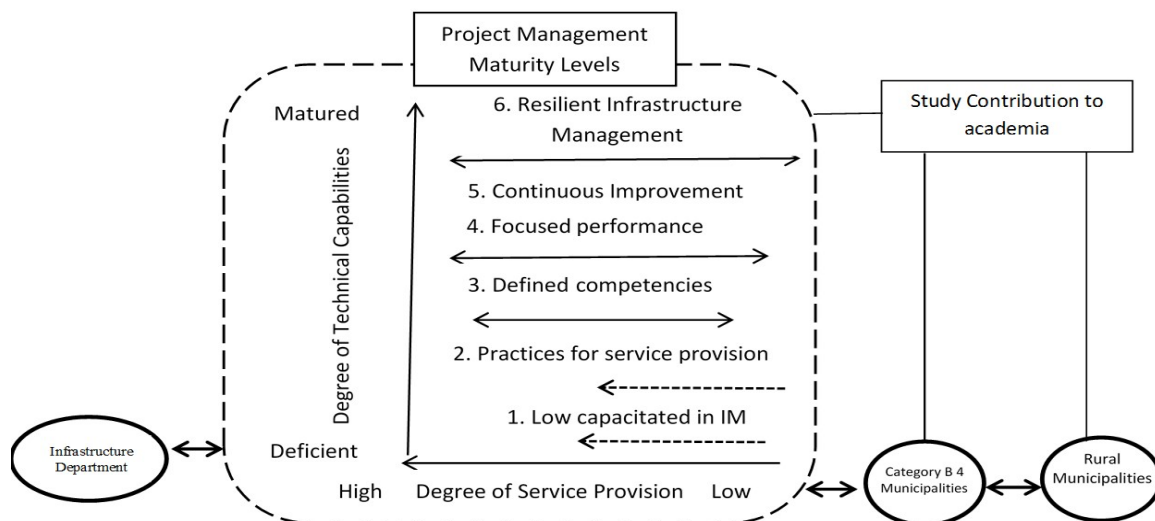 Project Management
Maturity Levels
Matured
6. Resilient Infrastructure
Management
Study Contribution to
academia
Degree of Technical Capabilities
5. Continuous Improvement
4. Focused performance
3. Defined competencies
2. Practices for service provision
1. Low capacitated in IM
Infrastructure
Department
Deficient
High Degree of Service Provision Low
Category B 4
Municipalities
Rural
Municipalities